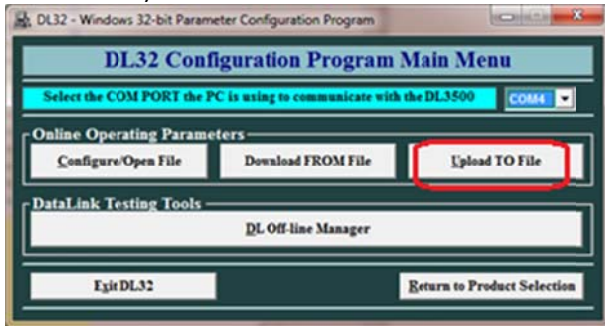 DL32 - Windows 32-bit Parameter Configuration Program
DL32 Configuration Program Main Menu
Select the COM PORT the PC is using to communicate with the DL3500 COM4
Online Operating Parameters
Configure/Open File Download FROM File Upload TO File
DataLink Testing Tools
DL Off-line Manager
Exit DL32 Return to Product Selection